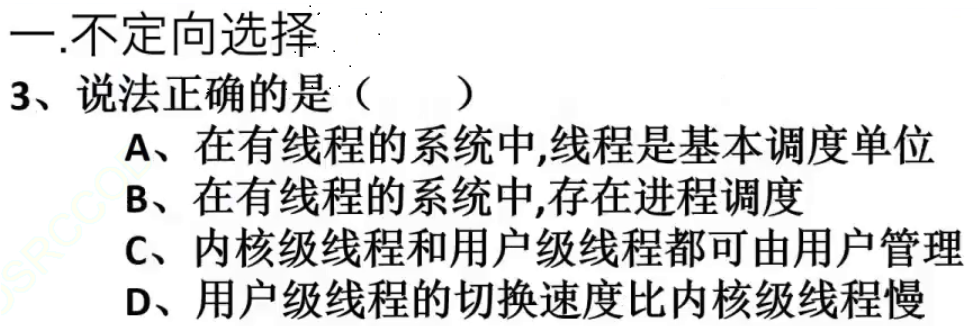 一.不定向选择
3、说法正确的是（　　）
A、在有线程的系统中,线程是基本调度单位
B、在有线程的系统中,存在进程调度
C、内核级线程和用户级线程都可由用户管理
D、用户级线程的切换速度比内核级线程慢